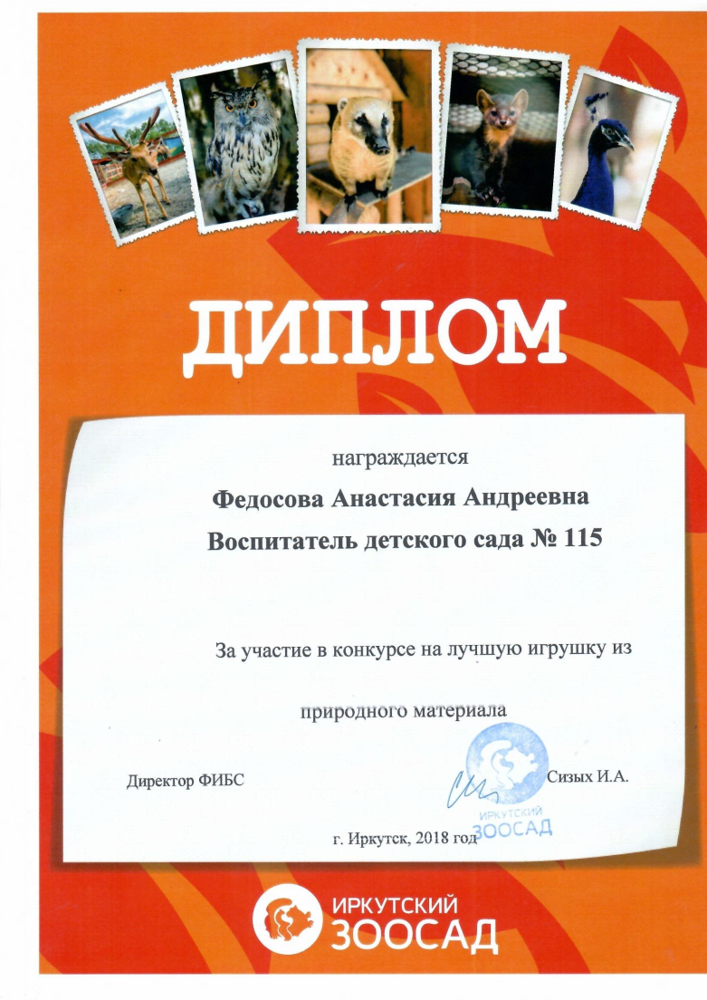 ДИПЛОМ
награждается
Федосова Анастасия Андреевна
Воспитатель детского сада № 115
За участие в конкурсе на лучшую игрушку из
природного материала
Директор ФИБС
Сизых И.А.
ИРКУТСКИЙ
ЗООСАД
г. Иркутск, 2018 год
ИРКУТСКИЙ
ЗООСАД